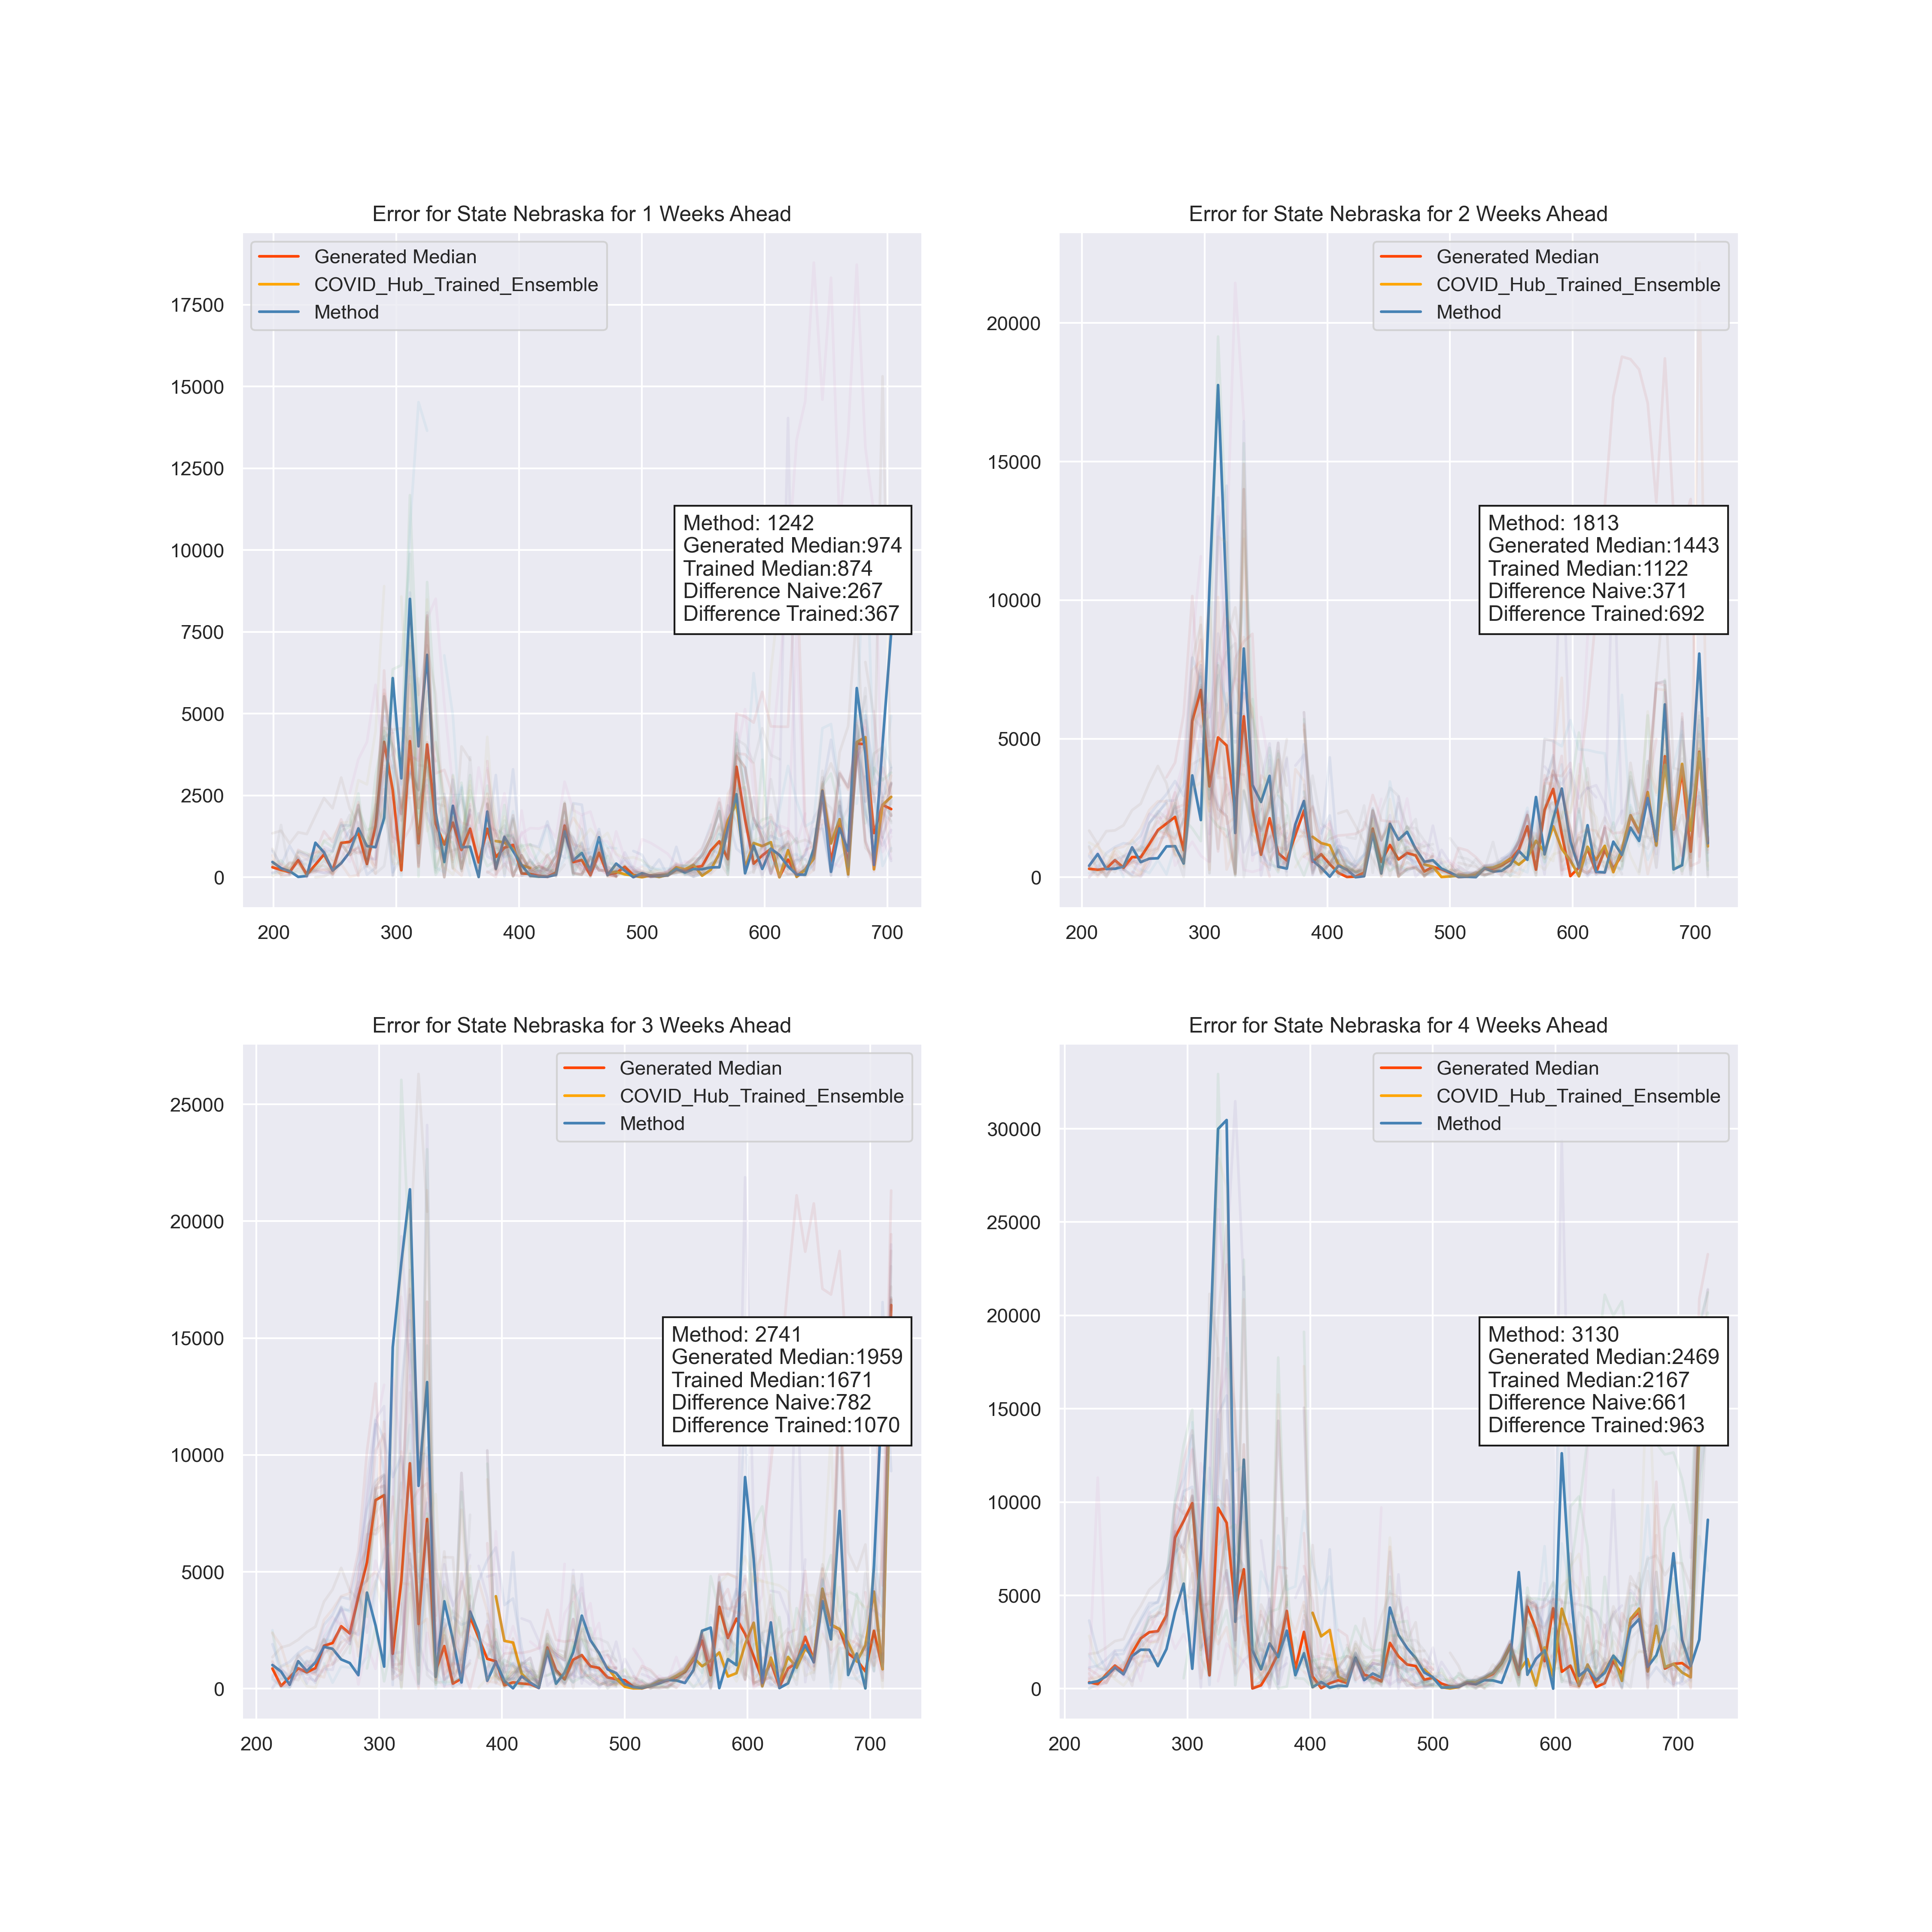 Error for State Nebraska for 1 Weeks Ahead
Generated Median
COVID_Hub_Trained_Ensemble
Method
17500
15000
12500
10000
7500
5000
2500
0
Method: 1242
Generated Median:974
Trained Median:874
Difference Naive:267
Difference Trained:367
200 300 400 500 600 700
Error for State Nebraska for 2 Weeks Ahead
Generated Median
COVID_Hub_Trained_Ensemble
Method
20000
15000
10000
5000
0
Method: 1813
Generated Median:1443
Trained Median:1122
Difference Naive:371
Difference Trained:692
200 300 400 500 600 700
Error for State Nebraska for 3 Weeks Ahead
Generated Median
COVID_Hub_Trained_Ensemble
Method
25000
20000
15000
10000
5000
0
Method: 2741
Generated Median:1959
Trained Median:1671
Difference Naive:782
Difference Trained:1070
200 300 400 500 600 700
Error for State Nebraska for 4 Weeks Ahead
Generated Median
COVID_Hub_Trained_Ensemble
Method
30000
25000
20000
15000
10000
5000
0
Method: 3130
Generated Median:2469
Trained Median:2167
Difference Naive:661
Difference Trained:963
200 300 400 500 600 700